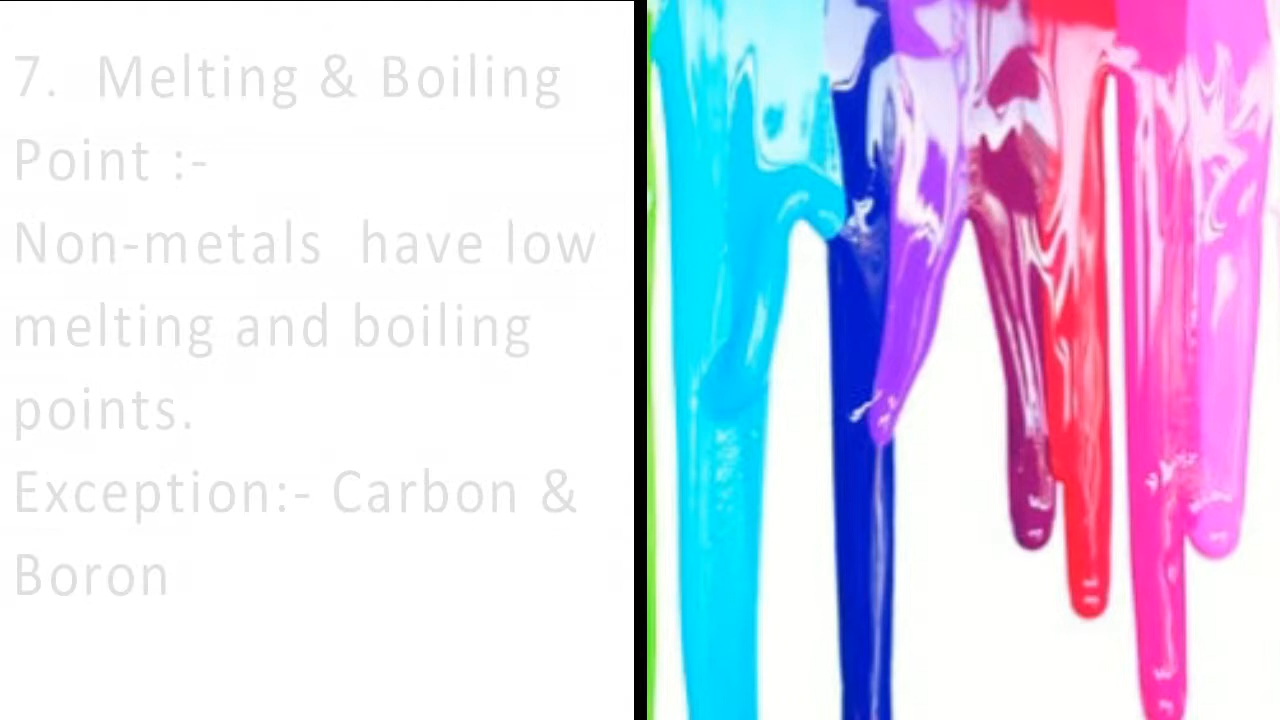 7. Melting & Boiling
Point :-
Non-metals have low
melting and boiling
points.
Exception:- Carbon &
Boron